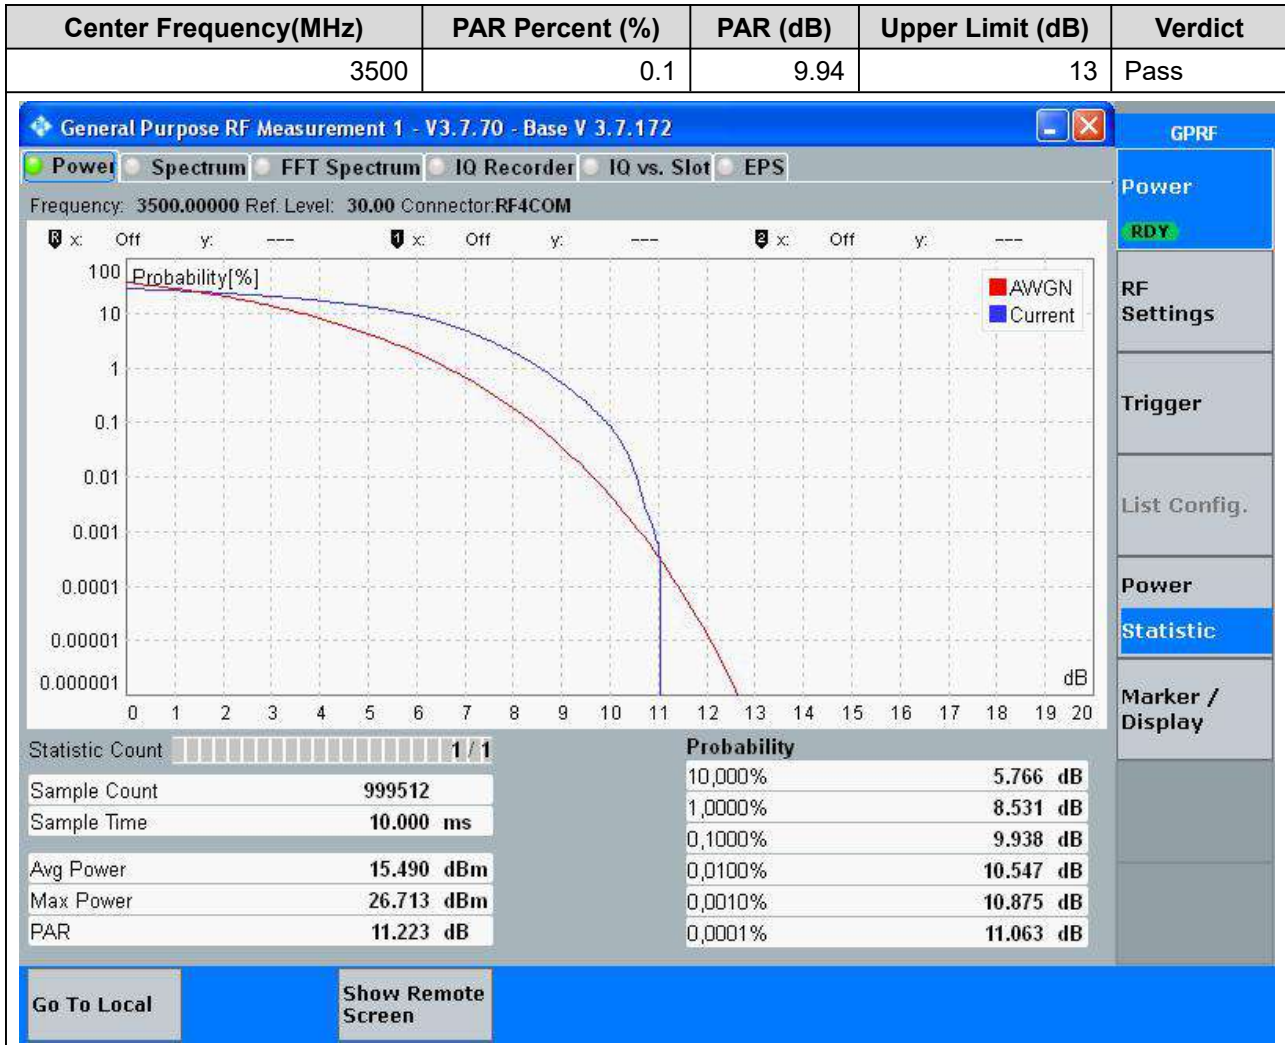 Center Frequency(MHz) PAR Percent (%) PAR (dB) Upper Limit (dB) Verdict
3500 0.1 9.94 13 Pass
General Purpose RF Measurement 1 - V3.7.70 - Base V 3.7.172
GPRF
Power Spectrum FFT Spectrum IQ Recorder IQ vs. Slot EPS
Frequency: 3500.00000 Ref. Level: 30.00 Connector:RF4COM
R x: Off y: --- 1 x: Off y: --- 2 x: Off y: ---
Probability[%]
100
10
1
0.1
0.01
0.001
0.0001
0.00001
0.000001
AWGN
Current
dB
0 1 2 3 4 5 6 7 8 9 10 11 12 13 14 15 16 17 18 19 20
Statistic Count 1 / 1
Sample Count 999512
Sample Time 10.000 ms
Avg Power 15.490 dBm
Max Power 26.713 dBm
PAR 11.223 dB
Probability
10,000% 5.766 dB
1,0000% 8.531 dB
0,1000% 9.938 dB
0,0100% 10.547 dB
0,0010% 10.875 dB
0,0001% 11.063 dB
Power
RDY
RF
Settings
Trigger
List Config.
Power
Statistic
Marker /
Display
Go To Local
Show Remote
Screen